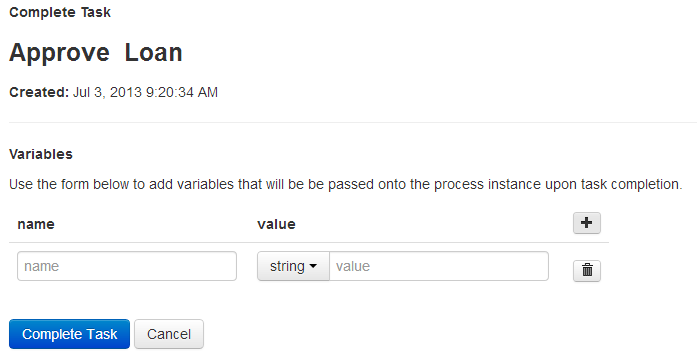 Complete Task
Approve Loan
Created: Jul 3, 2013 9:20:34 AM
Variables
Use the form below to add variables that will be be passed onto the process instance upon task completion.
name value +
name string value
Complete Task Cancel